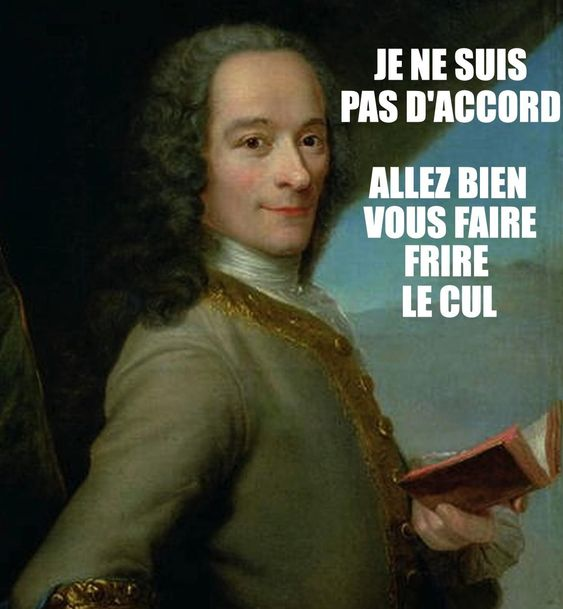 JE NE SUIS
PAS D'ACCORD
ALLEZ BIEN
VOUS FAIRE
FRIRE
LE CUL